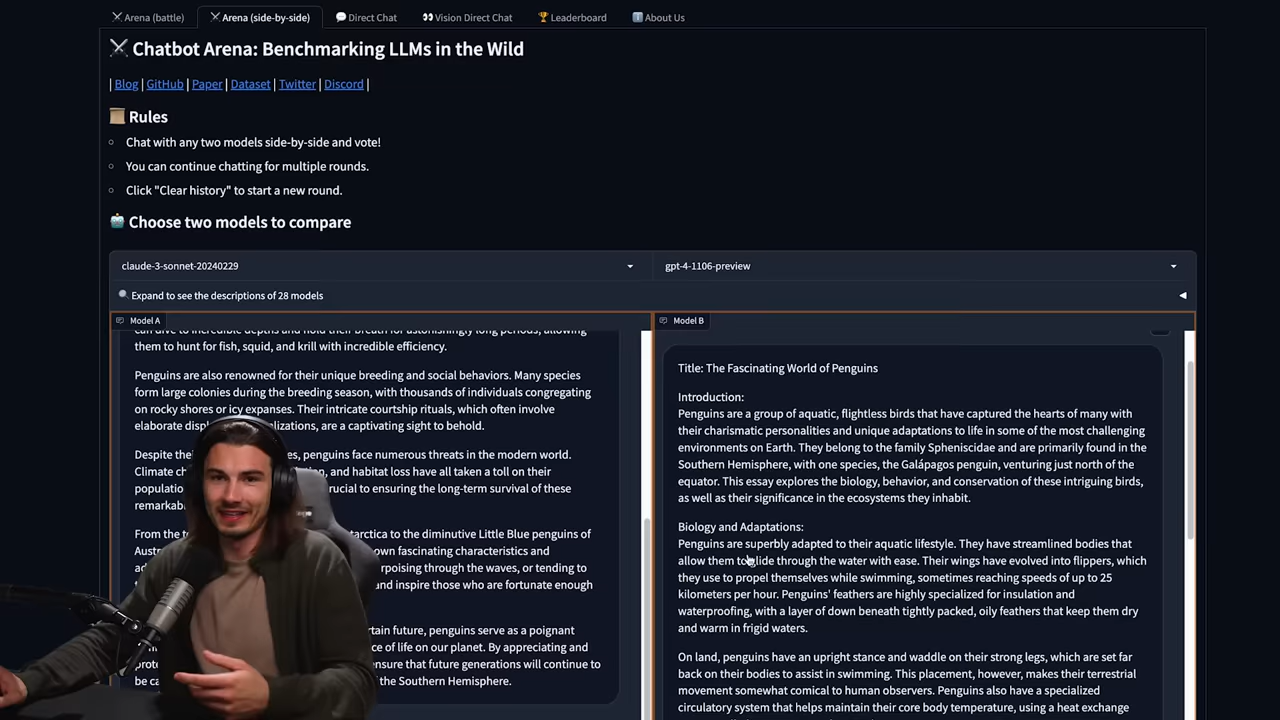 Arena (battle)
Arena (side-by-side)
Direct Chat
Vision Direct Chat
Leaderboard
About Us
Chatbot Arena: Benchmarking LLMs in the Wild
| Blog | GitHub | Paper | Dataset | Twitter | Discord |
Rules
Chat with any two models side-by-side and vote!
You can continue chatting for multiple rounds.
Click "Clear history" to start a new round.
Choose two models to compare
claude-3-sonnet-20240229
gpt-4-1106-preview
Expand to see the descriptions of 28 models
Model A
can dive to incredible depths and hold their breath for astonishingly long periods, allowing
them to hunt for fish, squid, and krill with incredible efficiency.
Penguins are also renowned for their unique breeding and social behaviors. Many species
form large colonies during the breeding season, with thousands of individuals congregating
on rocky shores or icy expanses. Their intricate courtship rituals, which often involve
elaborate are a captivating sight to behold.
Despite penguins face numerous threats in the modern world.
Climate and habitat loss have all taken a toll on their
to ensuring the long-term survival of these
From the to the diminutive Little Blue penguins of
own fascinating characteristics and
through the waves, or tending to
and inspire those who are fortunate enough
future, penguins serve as a poignant
of life on our planet. By appreciating and
ensure that future generations will continue to
the Southern Hemisphere.
Model B
Title: The Fascinating World of Penguins
Introduction:
Penguins are a group of aquatic, flightless birds that have captured the hearts of many with
their charismatic personalities and unique adaptations to life in some of the most challenging
environments on Earth. They belong to the family Spheniscidae and are primarily found in the
Southern Hemisphere, with one species, the Galápagos penguin, venturing just north of the
equator. This essay explores the biology, behavior, and conservation of these intriguing birds,
as well as their significance in the ecosystems they inhabit.
Biology and Adaptations:
Penguins are superbly adapted to their aquatic lifestyle. They have streamlined bodies that
allow them to glide through the water with ease. Their wings have evolved into flippers, which
they use to propel themselves while swimming, sometimes reaching speeds of up to 25
kilometers per hour. Penguins' feathers are highly specialized for insulation and
waterproofing, with a layer of down beneath tightly packed, oily feathers that keep them dry
and warm in frigid waters.
On land, penguins have an upright stance and waddle on their strong legs, which are set far
back on their bodies to assist in swimming. This placement, however, makes their terrestrial
movement somewhat comical to human observers. Penguins also have a specialized
circulatory system that helps maintain their core body temperature, using a heat exchange